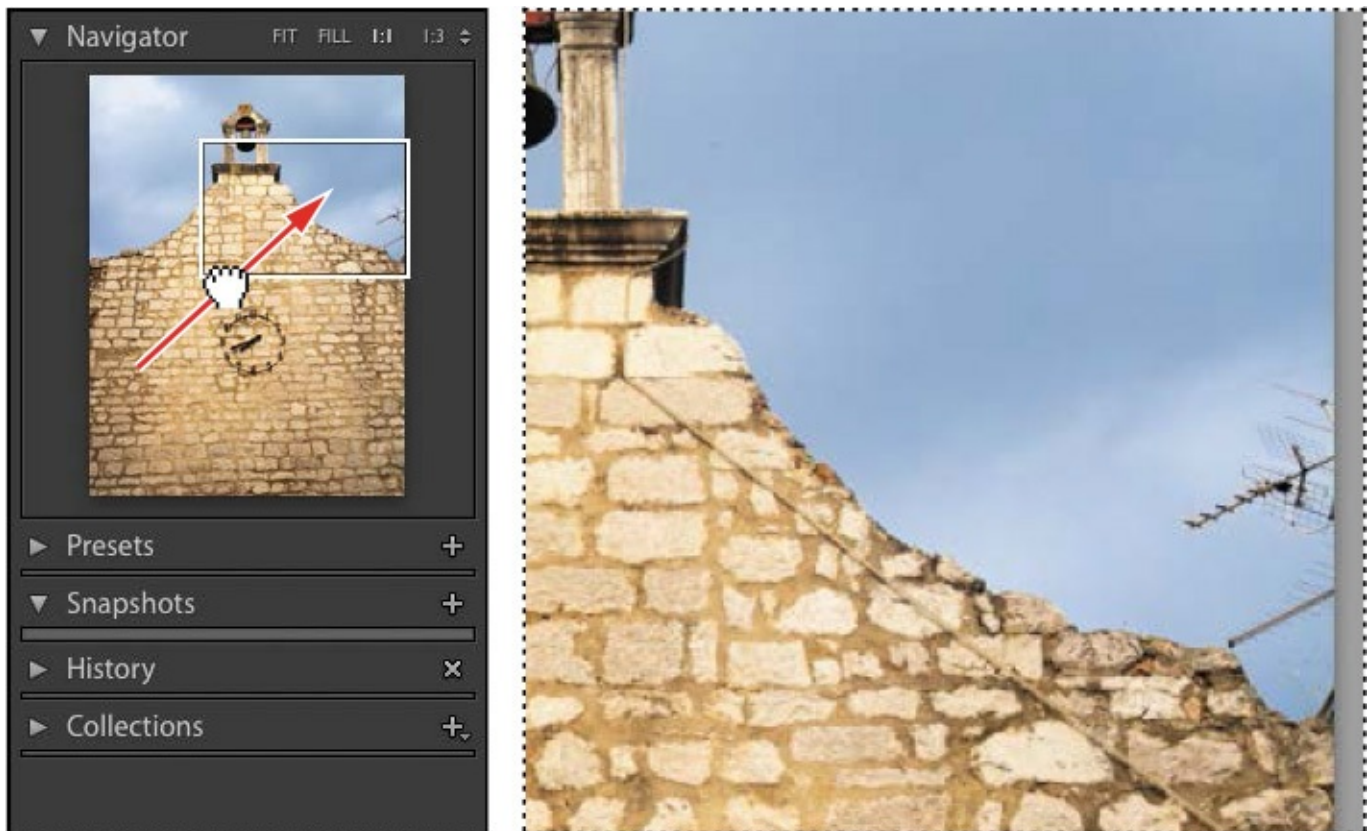 Navigator FIT FILL 1:1 1:3
Presets
Snapshots
History
Collections